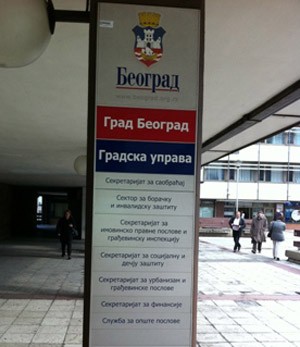 Београд
www.beograd.org.rs
Град Београд
Градска управа
Секретаријат за саобраћај
Сектор за борачку
и инвалидску заштиту
Секретаријат за
имовинско правне послове и
грађевинску инспекцију
Секретаријат за социјалну и
дечју заштиту
Секретаријат за урбанизам и
грађевинске послове
Секретаријат за финансије
Служба за опште послове